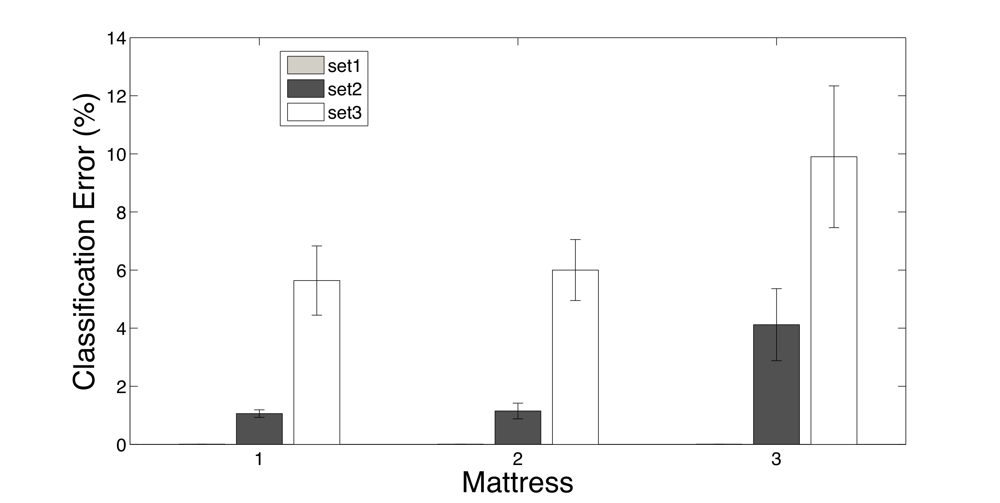 14
12
10
8
6
4
2
0
Classification Error (%)
set1
set2
set3
1
2
3
Mattress